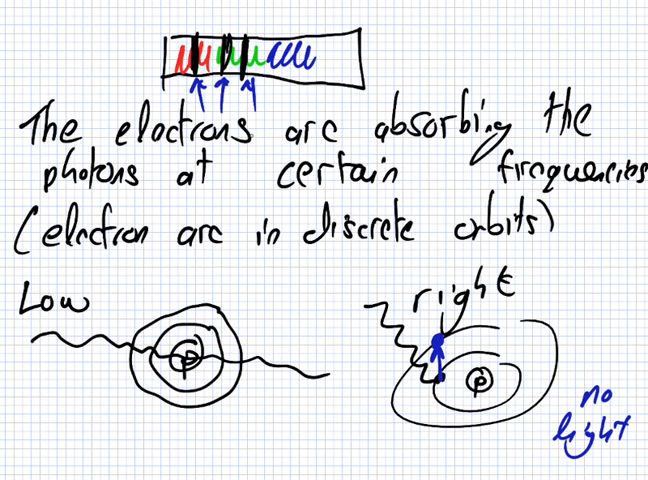 The electrons are absorbing the
photons at certain frequencies
(electron are in discrete orbits)
Low
right E
P
P
no
light